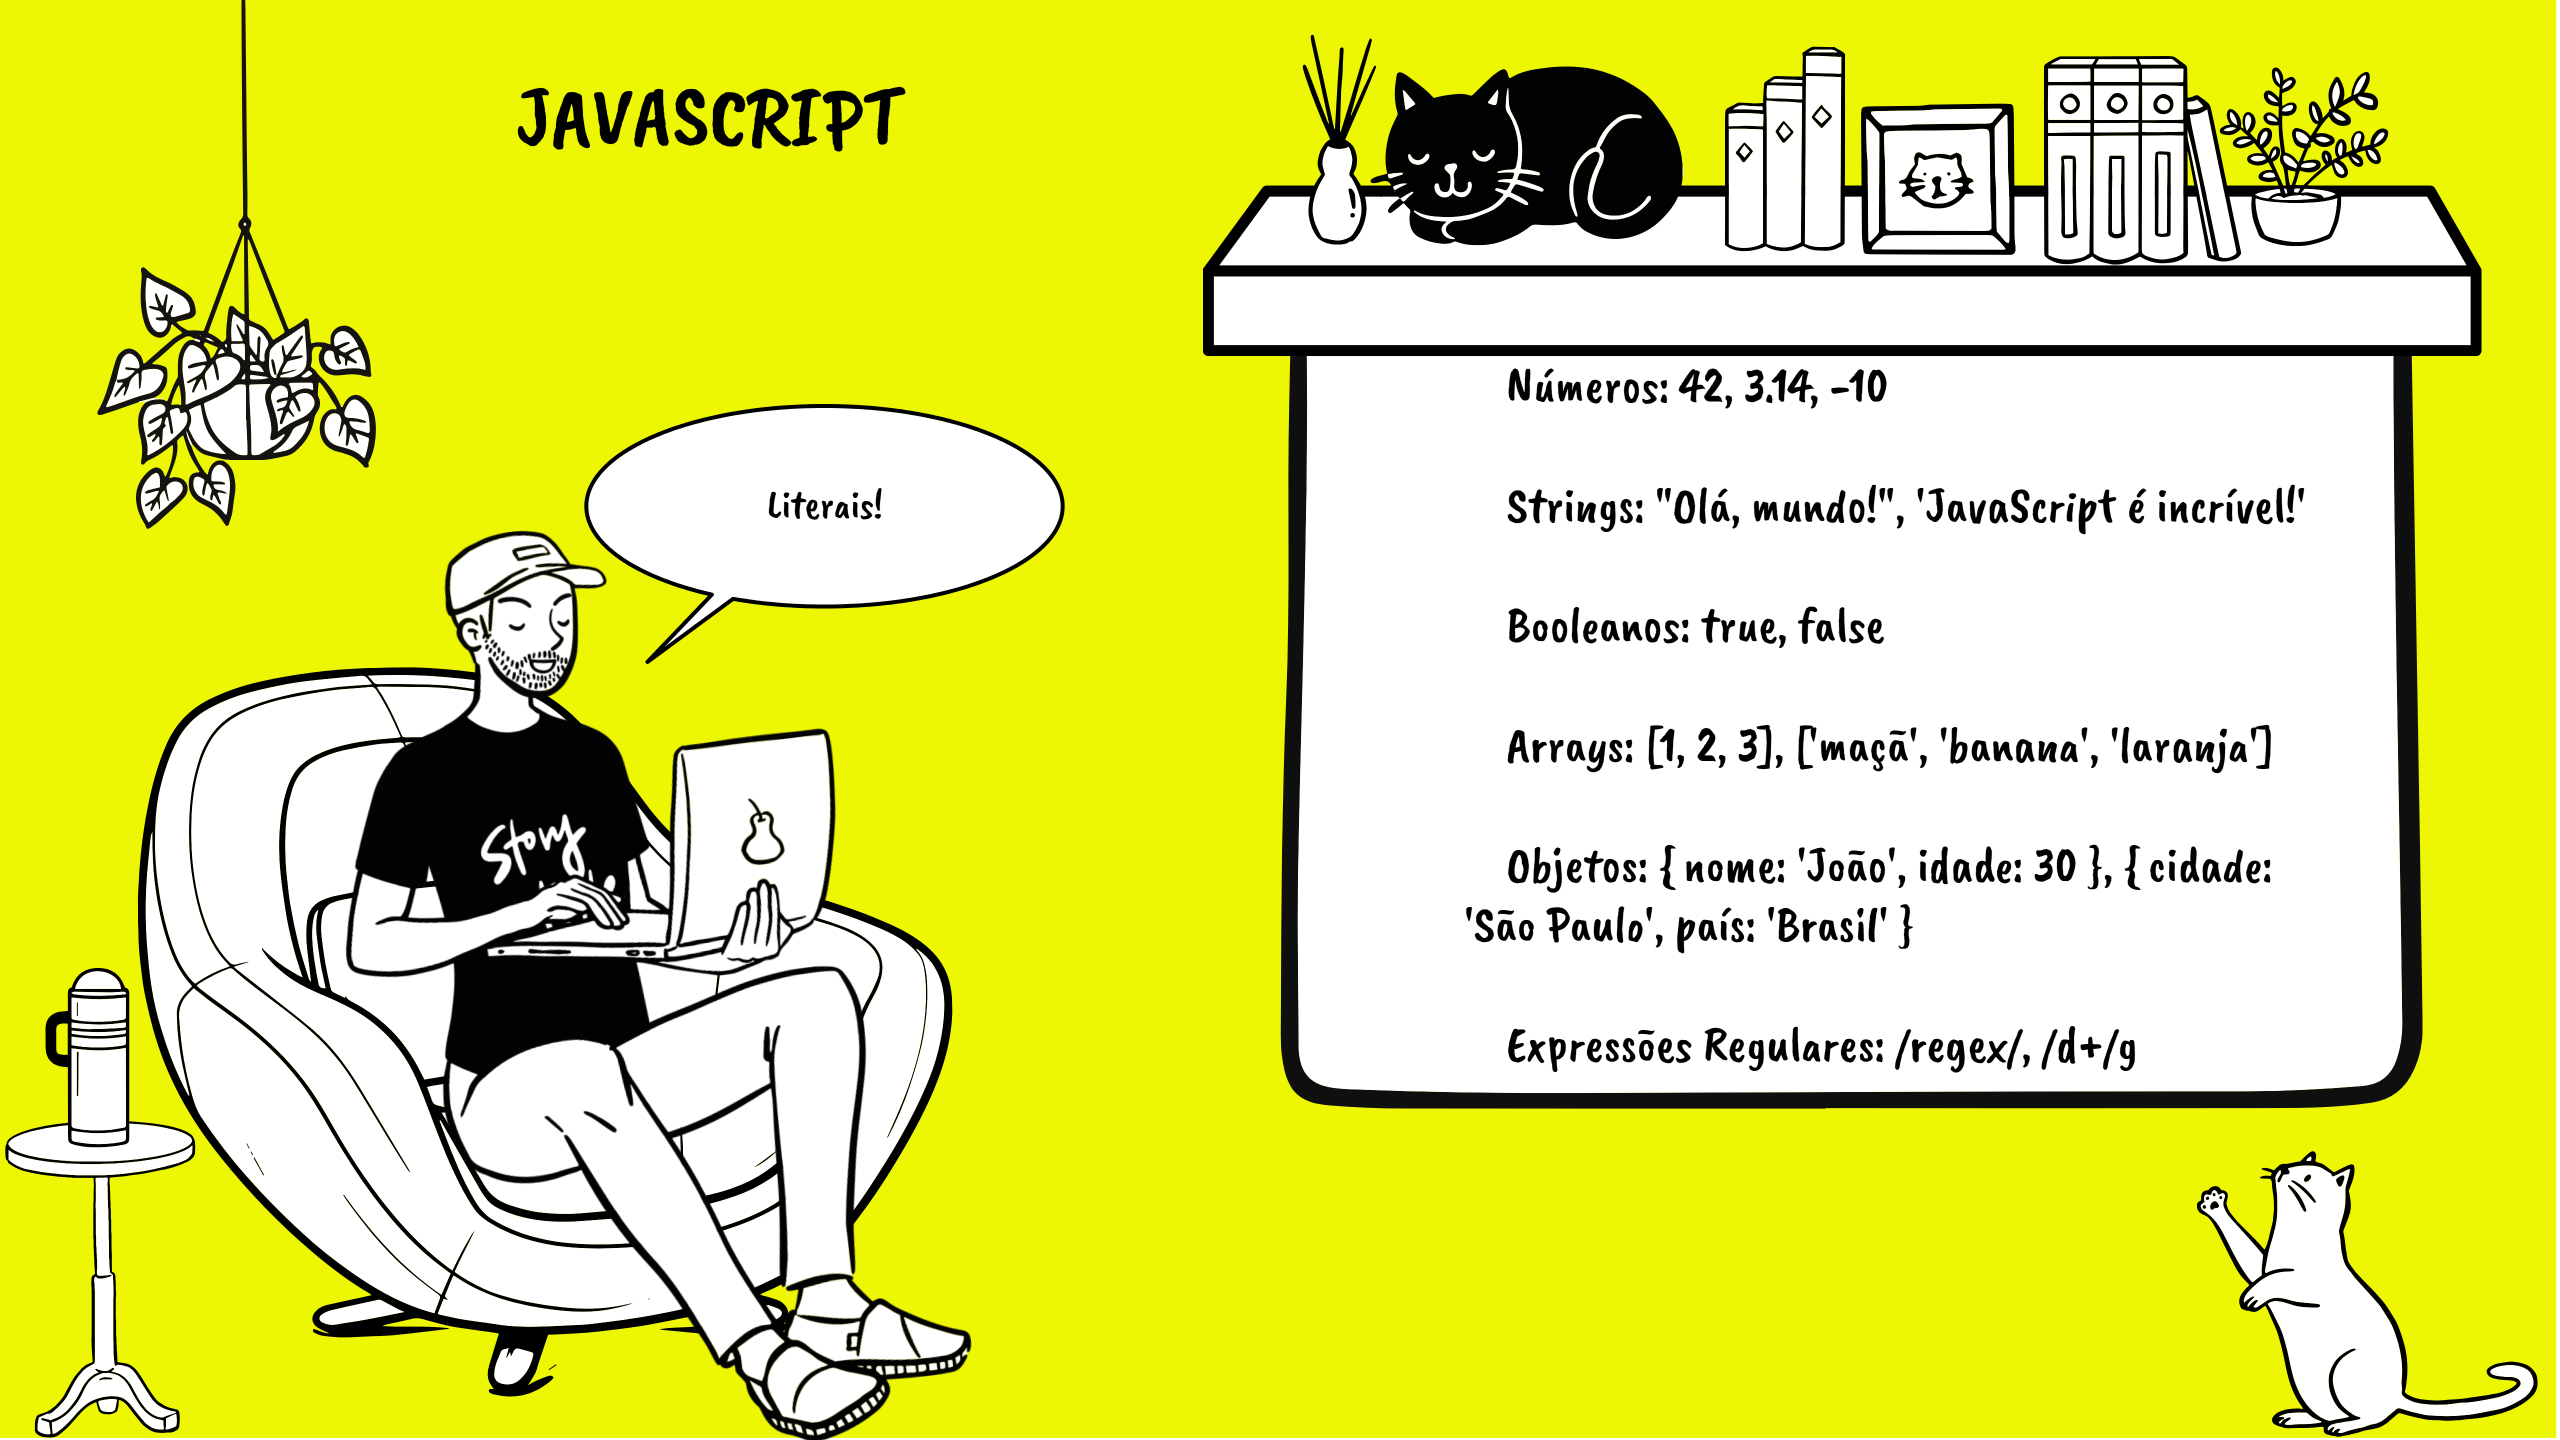 JAVASCRIPT
Literais!
Story
Números: 42, 3.14, -10
Strings: "Olá, mundo!", 'JavaScript é incrível!'
Booleanos: true, false
Arrays: [1, 2, 3], ['maçã', 'banana', 'laranja']
Objetos: { nome: 'João', idade: 30 }, { cidade:
'São Paulo', país: 'Brasil' }
Expressões Regulares: /regex/, /d+/g